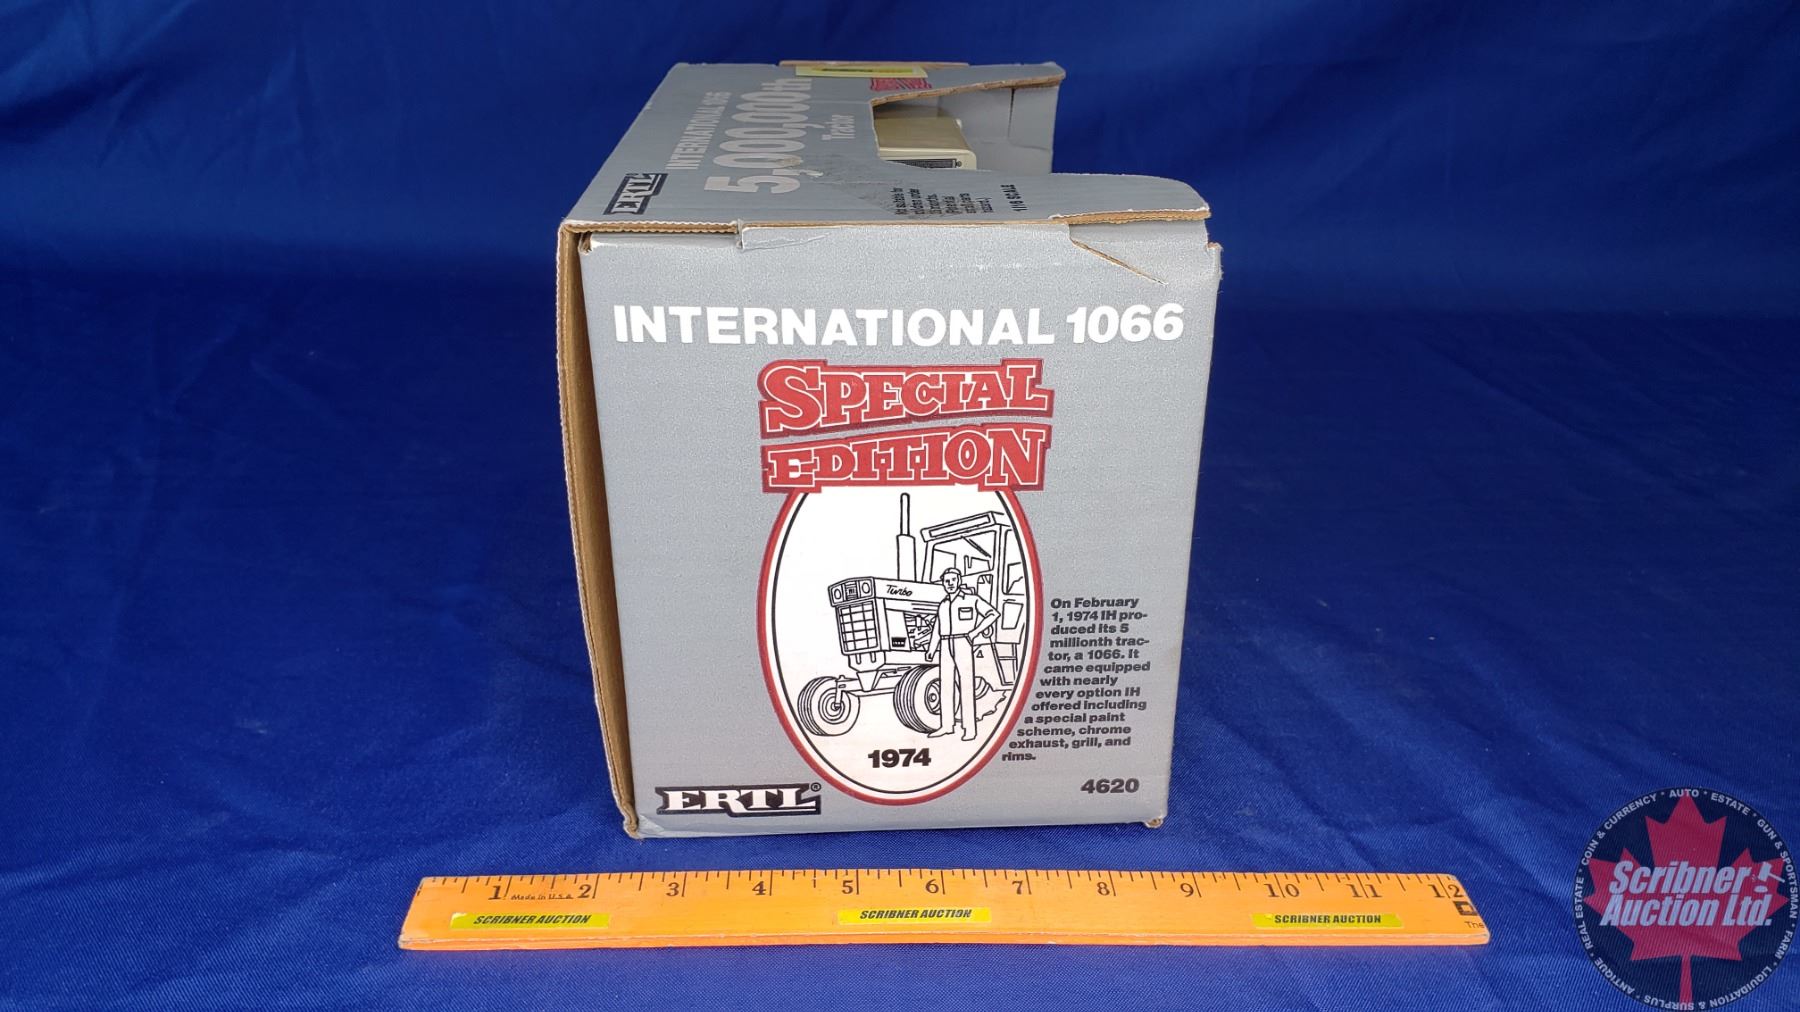 INTERNATIONAL 1066
5,000,000th
Tractor
ERTL®
1/16 SCALE
INTERNATIONAL 1066
SPECIAL
EDITION
Turbo
1974
On February
1, 1974 IH pro-
duced its 5
millionth trac-
tor, a 1066. It
came equipped
with nearly
every option IH
offered including
a special paint
scheme, chrome
exhaust, grill, and
rims.
ERTL®
4620
1 2 3 4 5 6 7 8 9 10 11 12
Made in U.S.A.
The
SCRIBNER AUCTION
SCRIBNER AUCTION
SCRIBNER AUCTION
Scribner
Auction Ltd.
COIN & CURRENCY * AUTO * ESTATE * GUN & SPORTSMAN * FARM * LIQUIDATION & SURPLUS * ANTIQUE * REAL ESTATE *